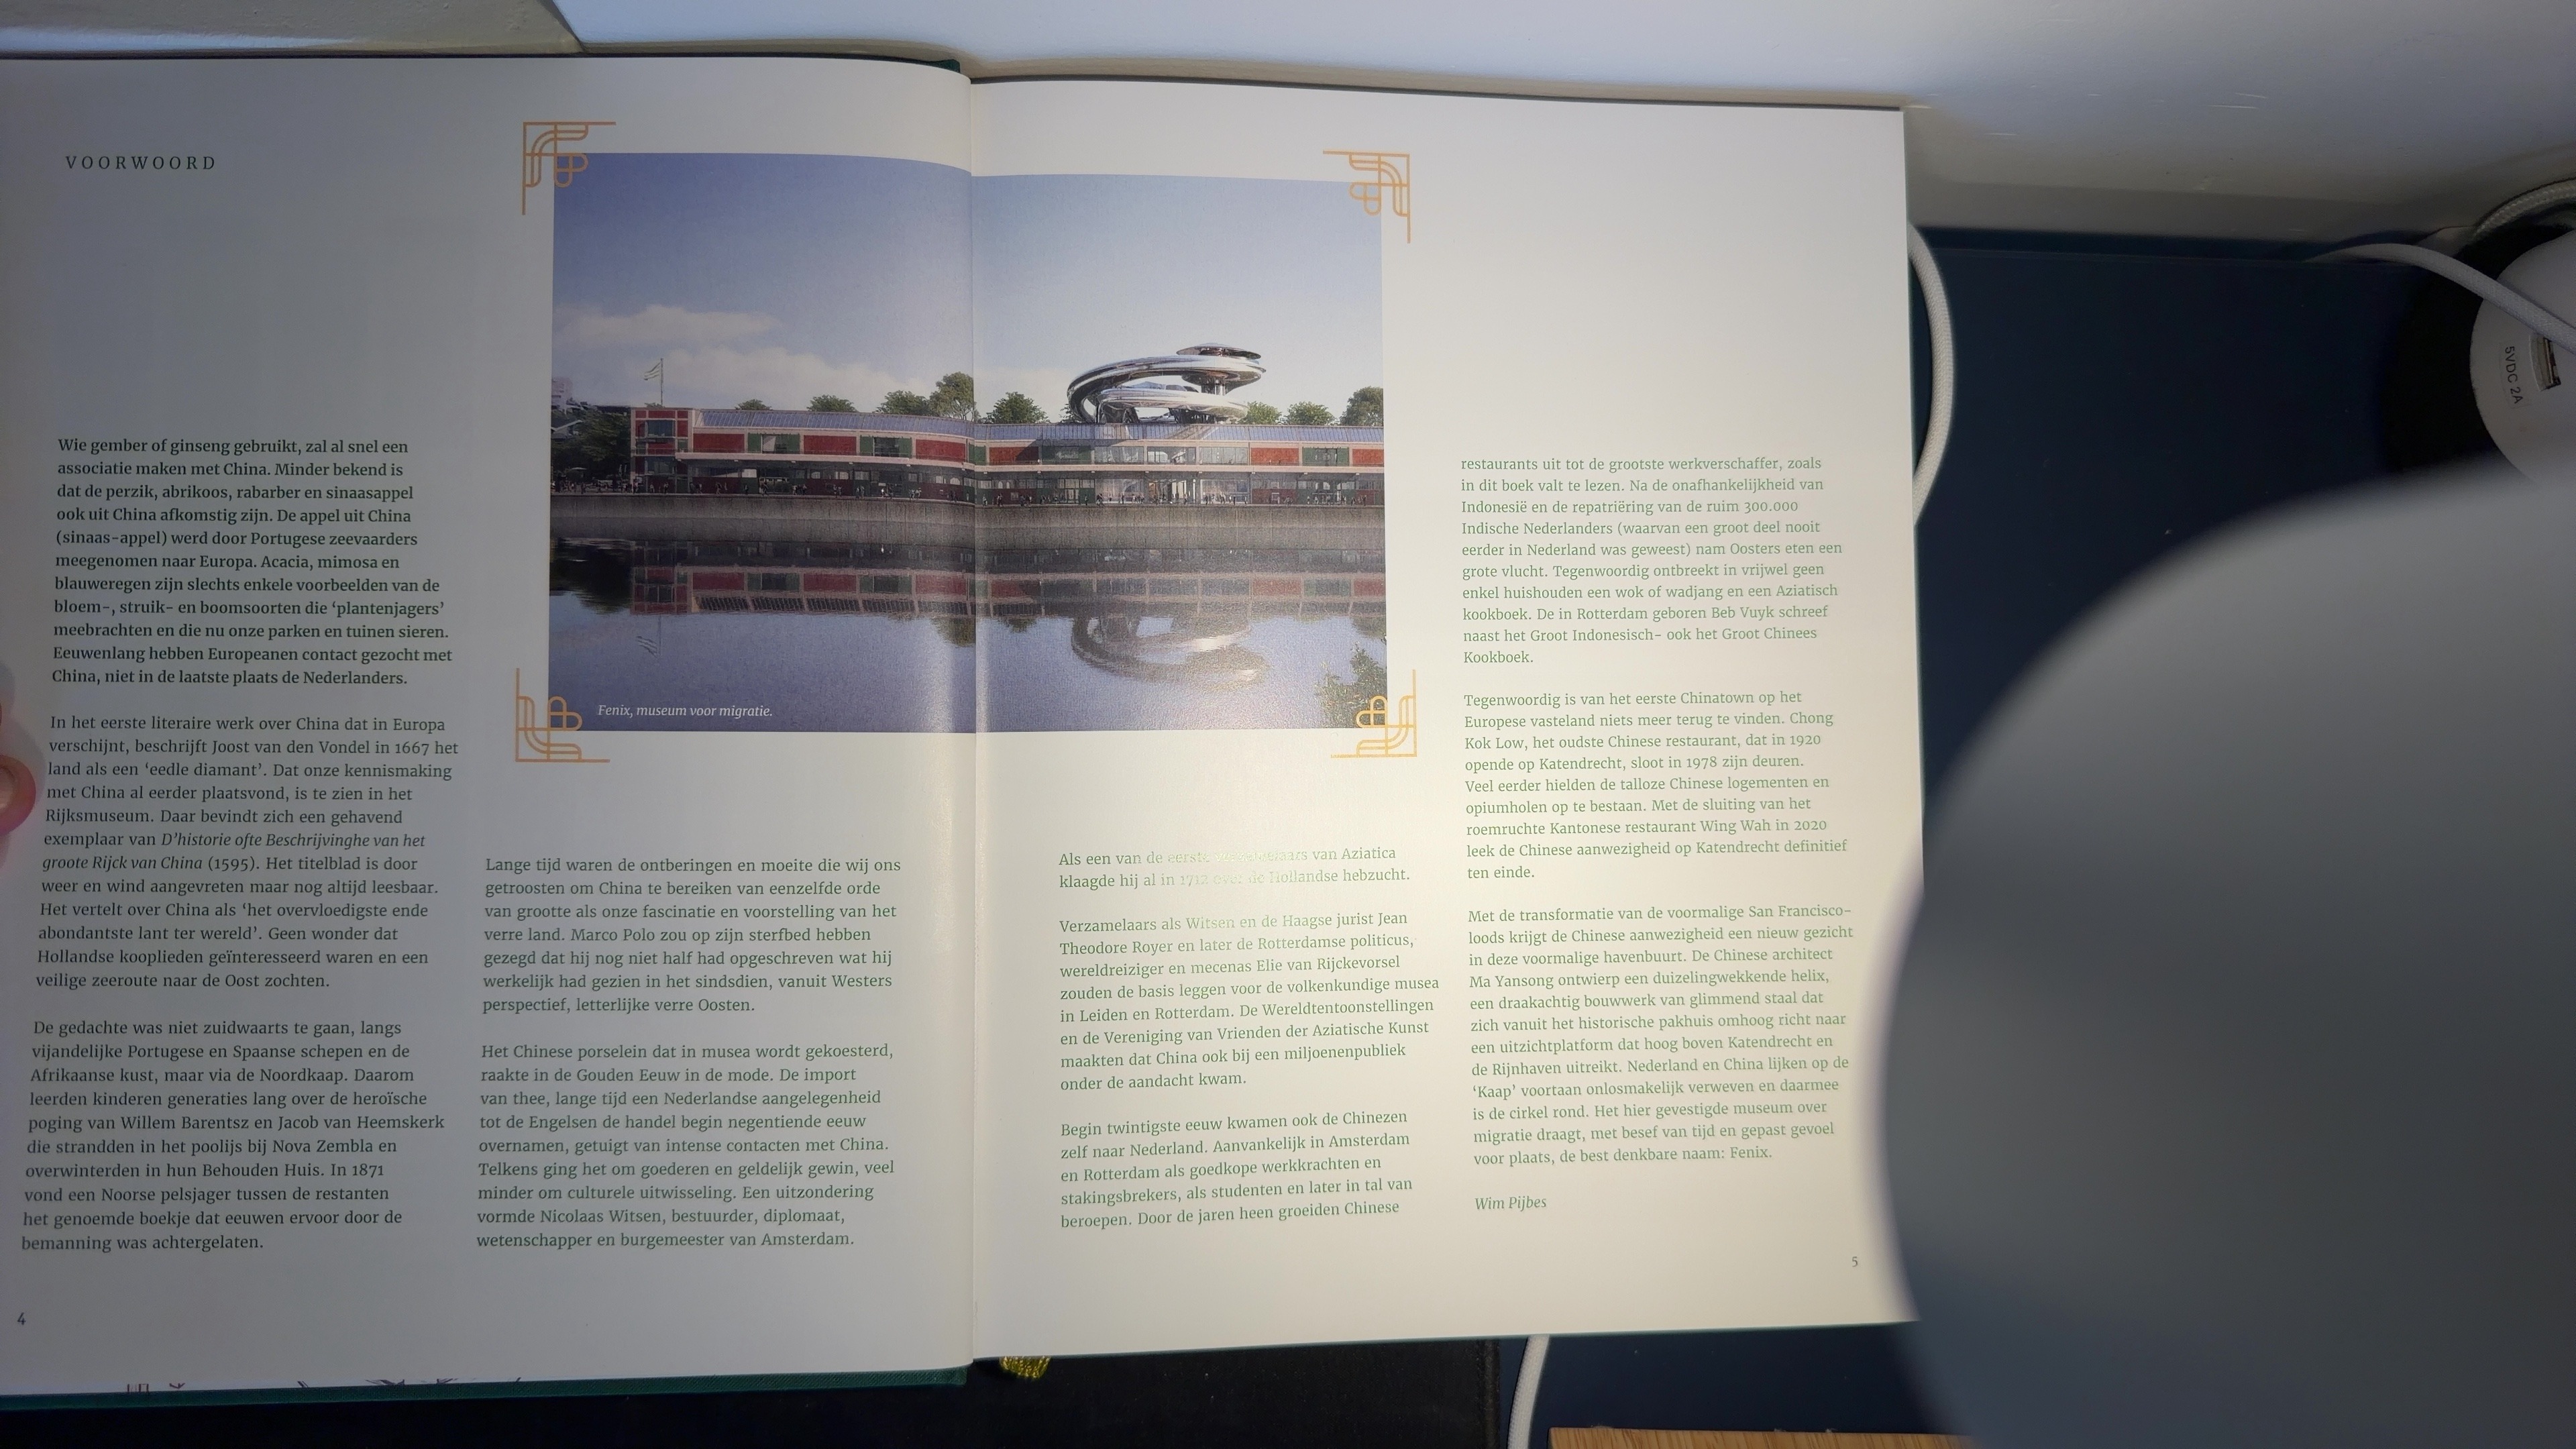 VOORWOORD
Wie gember of ginseng gebruikt, zal al snel een
associatie maken met China. Minder bekend is
dat de perzik, abrikoos, rabarber en sinaasappel
ook uit China afkomstig zijn. De appel uit China
(sinaas-appel) werd door Portugese zeevaarders
meegenomen naar Europa. Acacia, mimosa en
blauweregen zijn slechts enkele voorbeelden van de
bloem-, struik- en boomsoorten die ‘plantenjagers’
meebrachten en die nu onze parken en tuinen sieren.
Eeuwenlang hebben Europeanen contact gezocht met
China, niet in de laatste plaats de Nederlanders.
In het eerste literaire werk over China dat in Europa
verschijnt, beschrijft Joost van den Vondel in 1667 het
land als een ‘eedle diamant’. Dat onze kennismaking
met China al eerder plaatsvond, is te zien in het
Rijksmuseum. Daar bevindt zich een gehavend
exemplaar van D’historie ofte Beschrijvinghe van het
groote Rijck van China (1595). Het titelblad is door
weer en wind aangevreten maar nog altijd leesbaar.
Het vertelt over China als ‘het overvloedigste ende
abondantste lant ter wereld’. Geen wonder dat
Hollandse kooplieden geïnteresseerd waren en een
veilige zeeroute naar de Oost zochten.
De gedachte was niet zuidwaarts te gaan, langs
vijandelijke Portugese en Spaanse schepen en de
Afrikaanse kust, maar via de Noordkaap. Daarom
leerden kinderen generaties lang over de heroïsche
poging van Willem Barentsz en Jacob van Heemskerk
die strandden in het poolijs bij Nova Zembla en
overwinterden in hun Behouden Huis. In 1871
vond een Noorse pelsjager tussen de restanten
het genoemde boekje dat eeuwen ervoor door de
bemanning was achtergelaten.
4
Fenix, museum voor migratie.
Lange tijd waren de ontberingen en moeite die wij ons
getroosten om China te bereiken van eenzelfde orde
van grootte als onze fascinatie en voorstelling van het
verre land. Marco Polo zou op zijn sterfbed hebben
gezegd dat hij nog niet half had opgeschreven wat hij
werkelijk had gezien in het sindsdien, vanuit Westers
perspectief, letterlijke verre Oosten.
Het Chinese porselein dat in musea wordt gekoesterd,
raakte in de Gouden Eeuw in de mode. De import
van thee, lange tijd een Nederlandse aangelegenheid
tot de Engelsen de handel begin negentiende eeuw
overnamen, getuigt van intense contacten met China.
Telkens ging het om goederen en geldelijk gewin, veel
minder om culturele uitwisseling. Een uitzondering
vormde Nicolaas Witsen, bestuurder, diplomaat,
wetenschapper en burgemeester van Amsterdam.
Als een van de eerste van Aziatica
klaagde hij al in 1712 over de Hollandse hebzucht.
Verzamelaars als Witsen en de Haagse jurist Jean
Theodore Royer en later de Rotterdamse politicus,
wereldreiziger en mecenas Elie van Rijckevorsel
zouden de basis leggen voor de volkenkundige musea
in Leiden en Rotterdam. De Wereldtentoonstellingen
en de Vereniging van Vrienden der Aziatische Kunst
maakten dat China ook bij een miljoenenpubliek
onder de aandacht kwam.
Begin twintigste eeuw kwamen ook de Chinezen
zelf naar Nederland. Aanvankelijk in Amsterdam
en Rotterdam als goedkope werkkrachten en
stakingsbrekers, als studenten en later in tal van
beroepen. Door de jaren heen groeiden Chinese
restaurants uit tot de grootste werkverschaffer, zoals
in dit boek valt te lezen. Na de onafhankelijkheid van
Indonesië en de repatriëring van de ruim 300.000
Indische Nederlanders (waarvan een groot deel nooit
eerder in Nederland was geweest) nam Oosters eten een
grote vlucht. Tegenwoordig ontbreekt in vrijwel geen
enkel huishouden een wok of wadjang en een Aziatisch
kookboek. De in Rotterdam geboren Beb Vuyk schreef
naast het Groot Indonesisch- ook het Groot Chinees
Kookboek.
Tegenwoordig is van het eerste Chinatown op het
Europese vasteland niets meer terug te vinden. Chong
Kok Low, het oudste Chinese restaurant, dat in 1920
opende op Katendrecht, sloot in 1978 zijn deuren.
Veel eerder hielden de talloze Chinese logementen en
opiumholen op te bestaan. Met de sluiting van het
roemruchte Kantonese restaurant Wing Wah in 2020
leek de Chinese aanwezigheid op Katendrecht definitief
ten einde.
Met de transformatie van de voormalige San Francisco-
loods krijgt de Chinese aanwezigheid een nieuw gezicht
in deze voormalige havenbuurt. De Chinese architect
Ma Yansong ontwierp een duizelingwekkende helix,
een draakachtig bouwwerk van glimmend staal dat
zich vanuit het historische pakhuis omhoog richt naar
een uitzichtplatform dat hoog boven Katendrecht en
de Rijnhaven uitreikt. Nederland en China lijken op de
‘Kaap’ voortaan onlosmakelijk verweven en daarmee
is de cirkel rond. Het hier gevestigde museum over
migratie draagt, met besef van tijd en gepast gevoel
voor plaats, de best denkbare naam: Fenix.
Wim Pijbes
5
5VDC 2A